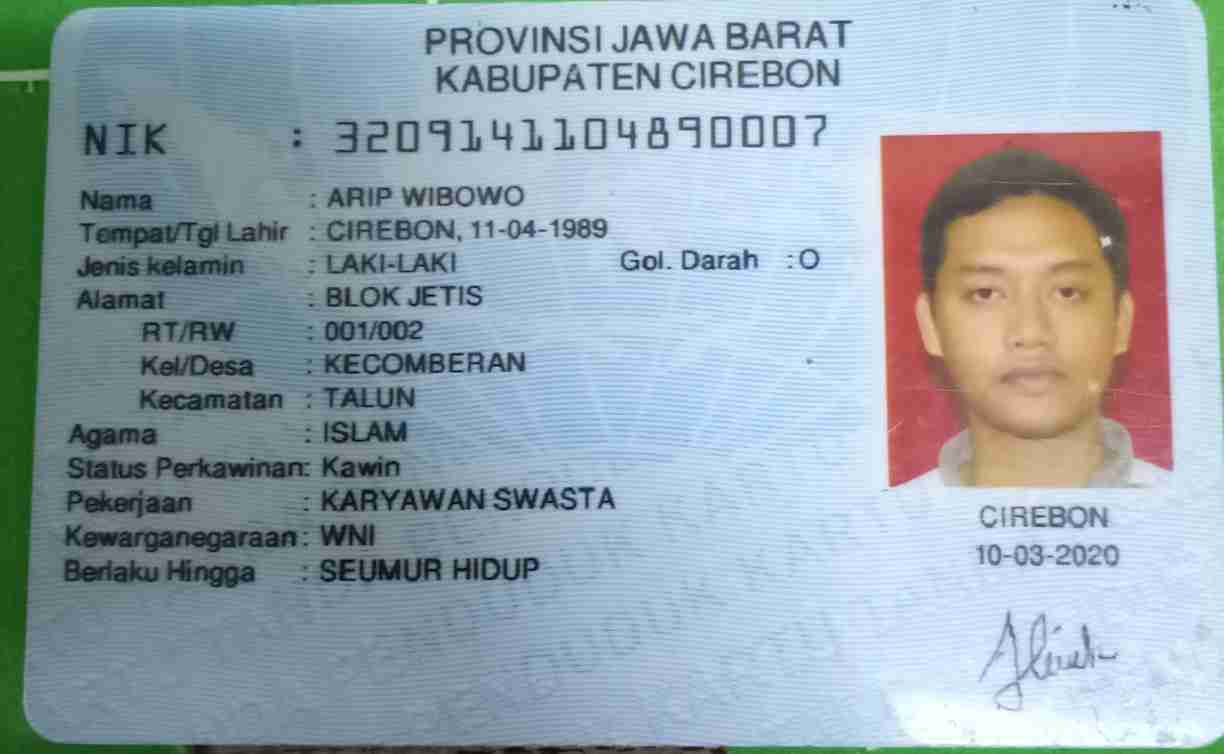 PROVINSI JAWA BARAT
KABUPATEN CIREBON
NIK : 3209141104890007
Nama : ARIP WIBOWO
Tempat/Tgl Lahir : CIREBON, 11-04-1989
Jenis kelamin : LAKI-LAKI Gol. Darah : O
Alamat : BLOK JETIS
RT/RW : 001/002
Kel/Desa : KECOMBERAN
Kecamatan : TALUN
Agama : ISLAM
Status Perkawinan: Kawin
Pekerjaan : KARYAWAN SWASTA
Kewarganegaraan: WNI
Berlaku Hingga : SEUMUR HIDUP
CIREBON
10-03-2020